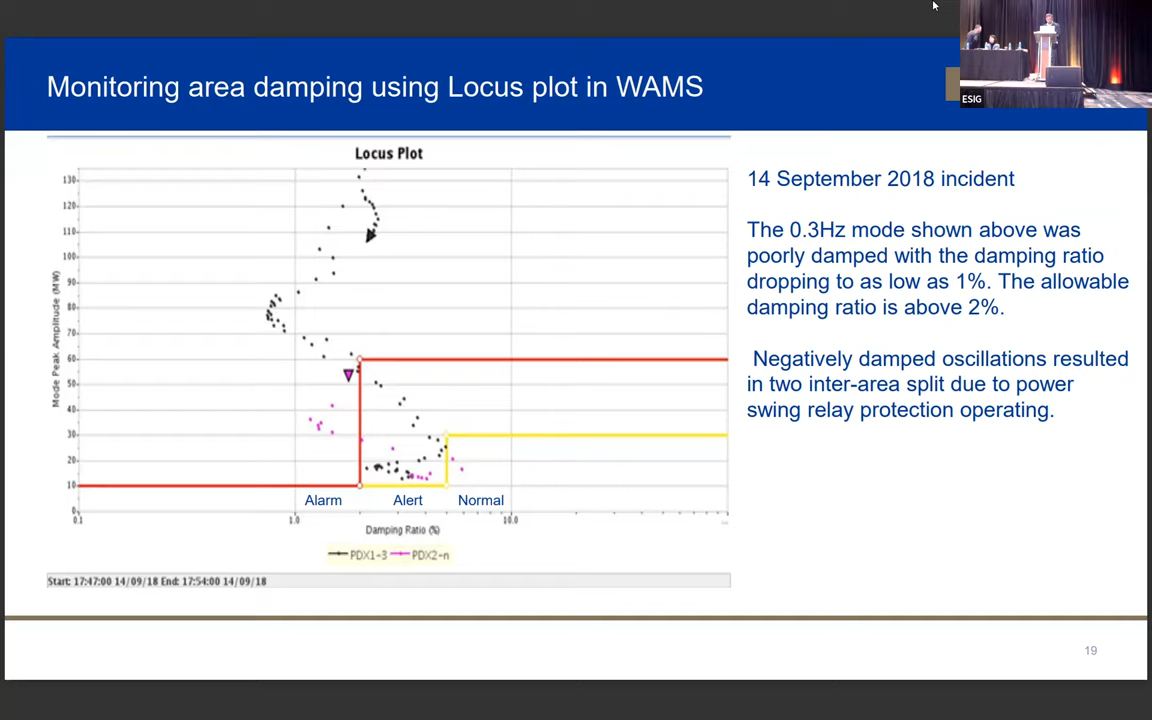 Monitoring area damping using Locus plot in WAMS
ESIG
Locus Plot
130
120
110
100
90
80
70
60
50
40
30
20
10
0
Mode Peak Amplitude (MW)
Alarm
Alert
Normal
0.1
1.0
10.0
Damping Ratio (%)
PDX1-3
PDX2-n
Start: 17:47:00 14/09/18 End: 17:54:00 14/09/18
14 September 2018 incident
The 0.3Hz mode shown above was
poorly damped with the damping ratio
dropping to as low as 1%. The allowable
damping ratio is above 2%.
Negatively damped oscillations resulted
in two inter-area split due to power
swing relay protection operating.
19